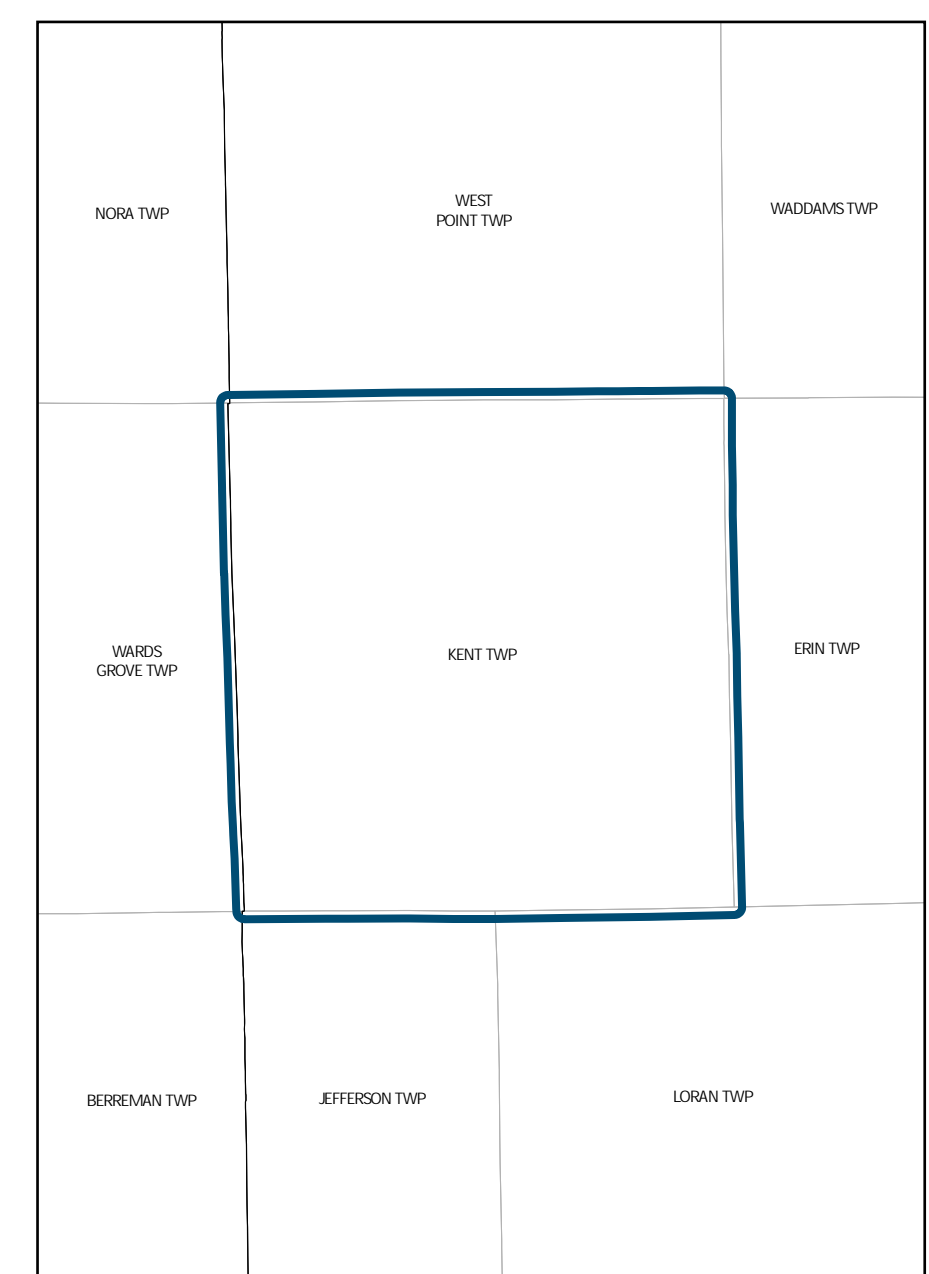 NORA TWP
WEST
POINT TWP
WADDAMS TWP
WARDS
GROVE TWP
KENT TWP
ERIN TWP
BERREMAN TWP
JEFFERSON TWP
LORAN TWP